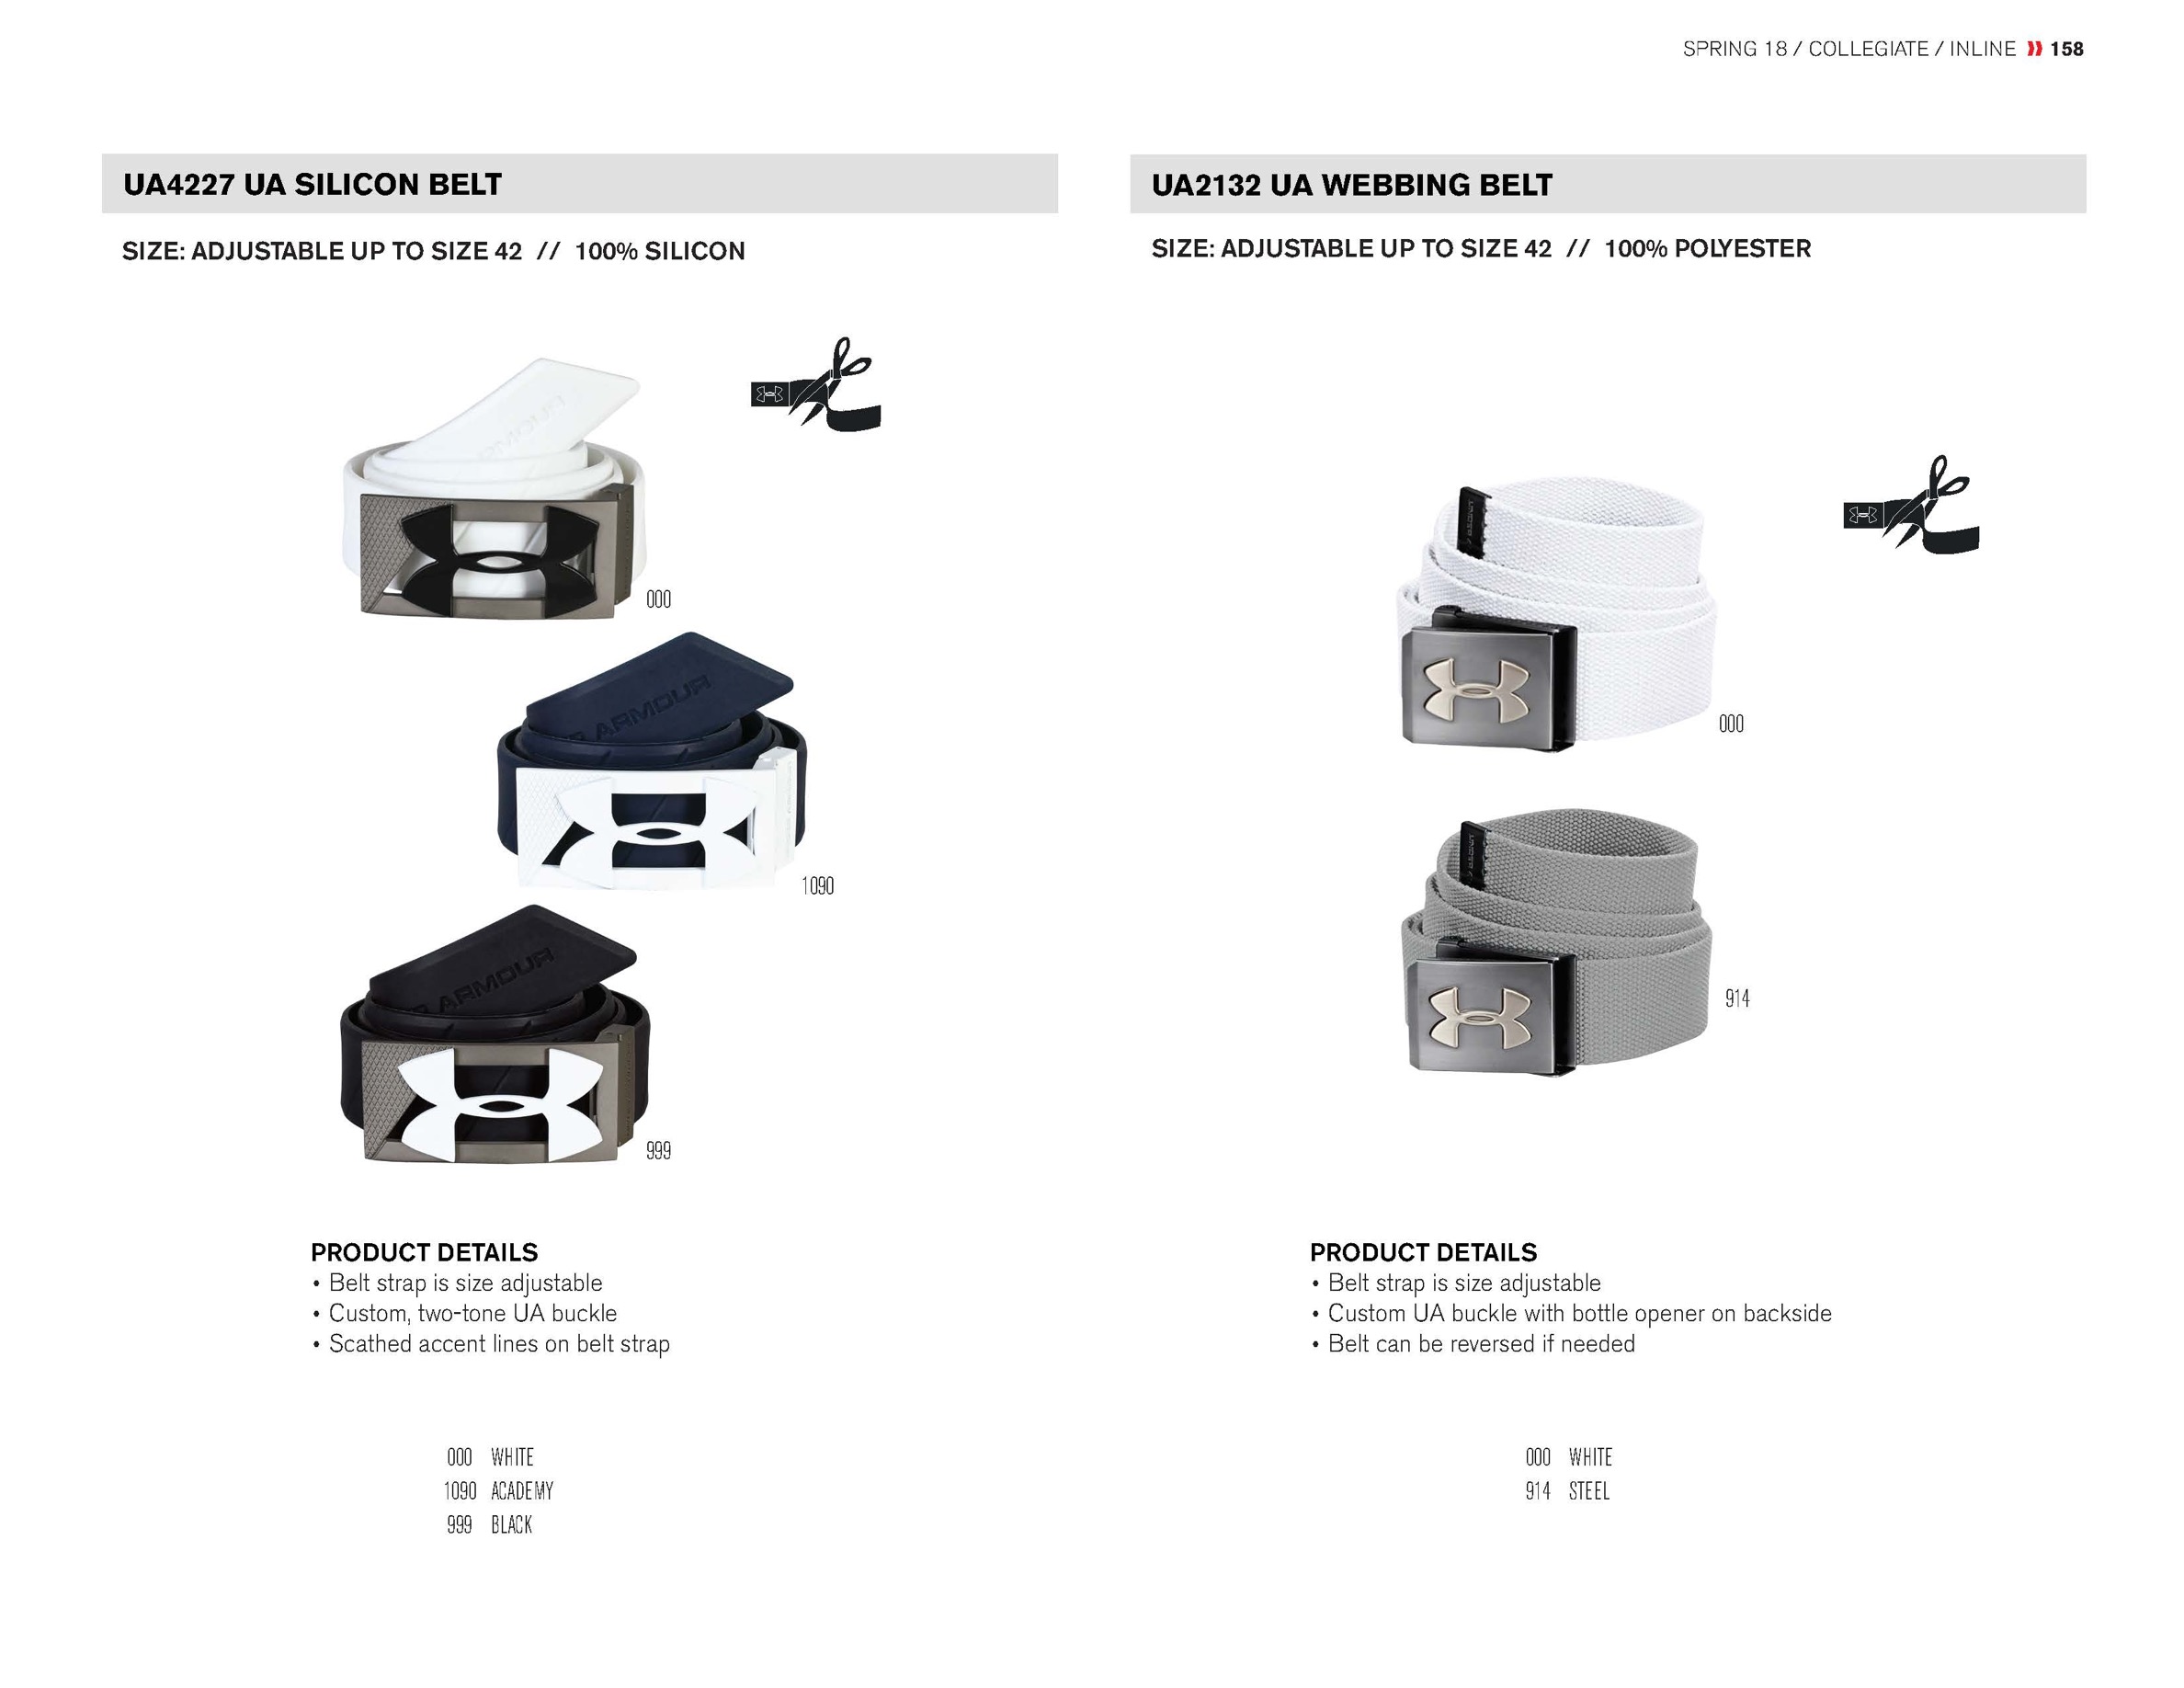 SPRING 18 / COLLEGIATE / INLINE 158
UA4227 UA SILICON BELT
SIZE: ADJUSTABLE UP TO SIZE 42 // 100% SILICON
ARMOUR
000
ARMOUR
1090
ARMOUR
999
PRODUCT DETAILS
• Belt strap is size adjustable
• Custom, two-tone UA buckle
• Scathed accent lines on belt strap
000 WHITE
1090 ACADEMY
999 BLACK
UA2132 UA WEBBING BELT
SIZE: ADJUSTABLE UP TO SIZE 42 // 100% POLYESTER
000
914
PRODUCT DETAILS
• Belt strap is size adjustable
• Custom UA buckle with bottle opener on backside
• Belt can be reversed if needed
000 WHITE
914 STEEL